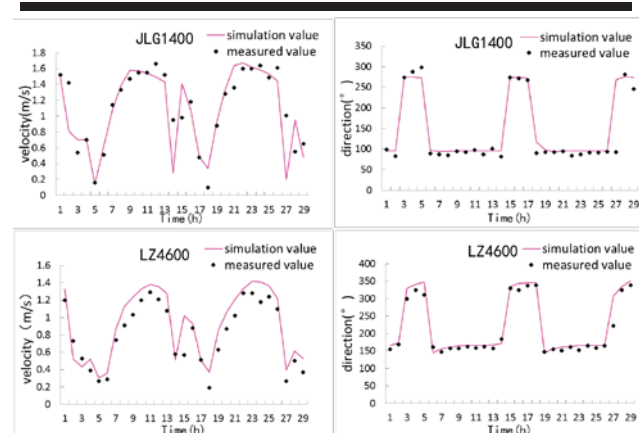 JLG1400
simulation value
measured value
velocity(m/s)
1.8
1.6
1.4
1.2
1
0.8
0.6
0.4
0.2
0
1 3 5 7 9 11 13 15 17 19 21 23 25 27 29
Time(h)
JLG1400
simulation value
measured value
direction(°)
350
300
250
200
150
100
50
0
1 3 5 7 9 11 13 15 17 19 21 23 25 27 29
Time(h)
LZ4600
simulation value
measured value
velocity (m/s)
1.6
1.4
1.2
1
0.8
0.6
0.4
0.2
0
1 3 5 7 9 11 13 15 17 19 21 23 25 27 29
Time(h)
LZ4600
simulation value
measured value
direction(°)
400
350
300
250
200
150
100
50
0
1 3 5 7 9 11 13 15 17 19 21 23 25 27 29
Time(h)